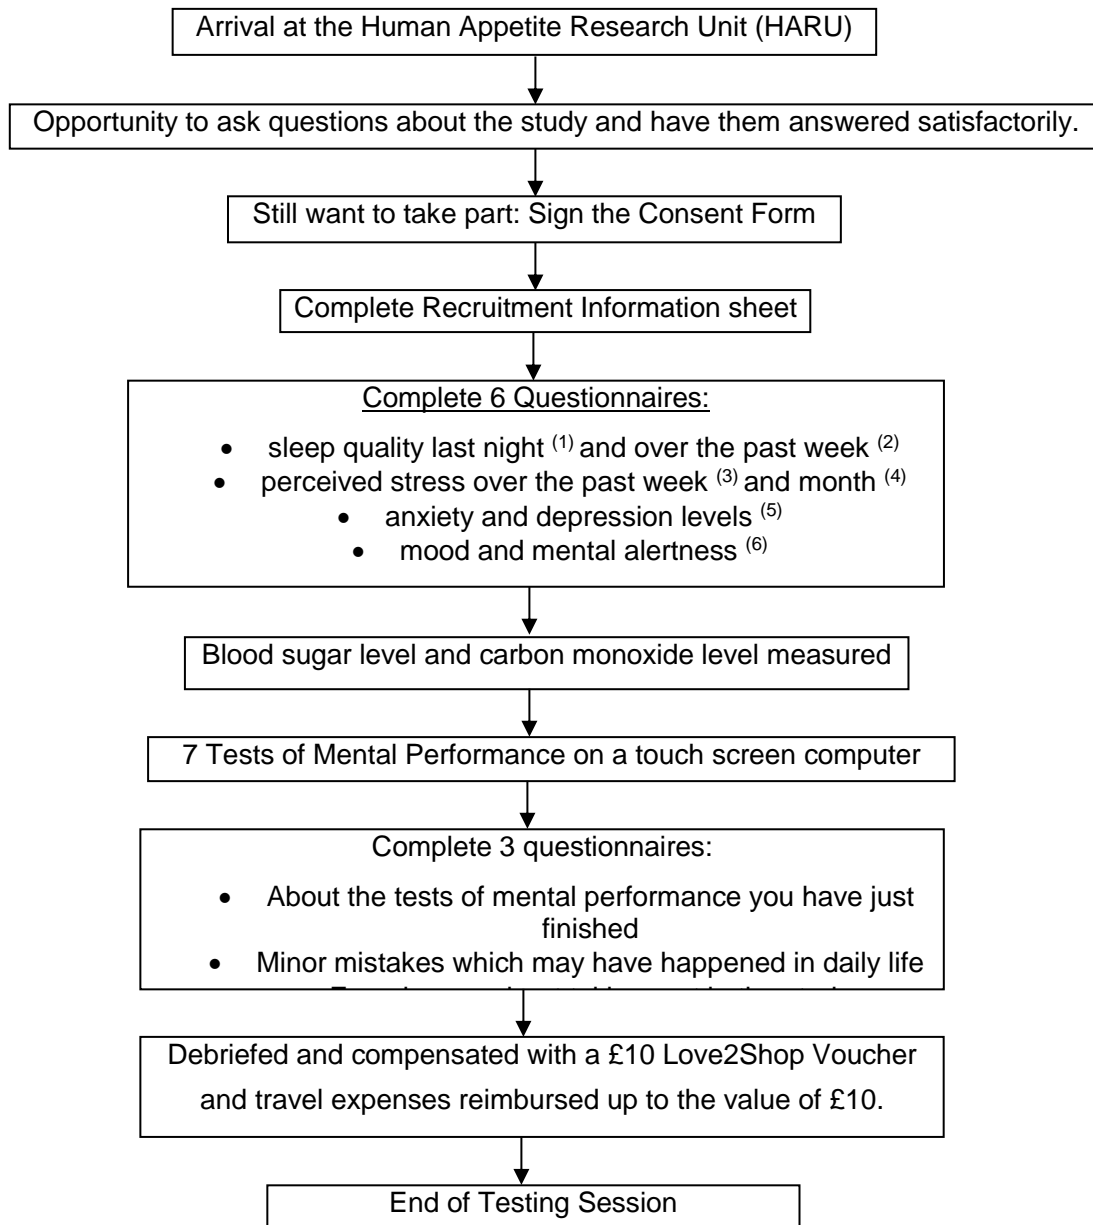 Arrival at the Human Appetite Research Unit (HARU)
Opportunity to ask questions about the study and have them answered satisfactorily.
Still want to take part: Sign the Consent Form
Complete Recruitment Information sheet
Complete 6 Questionnaires:
• sleep quality last night (1) and over the past week (2)
• perceived stress over the past week (3) and month (4)
• anxiety and depression levels (5)
• mood and mental alertness (6)
Blood sugar level and carbon monoxide level measured
7 Tests of Mental Performance on a touch screen computer
Complete 3 questionnaires:
• About the tests of mental performance you have just
finished
• Minor mistakes which may have happened in daily life
Debriefed and compensated with a £10 Love2Shop Voucher
and travel expenses reimbursed up to the value of £10.
End of Testing Session